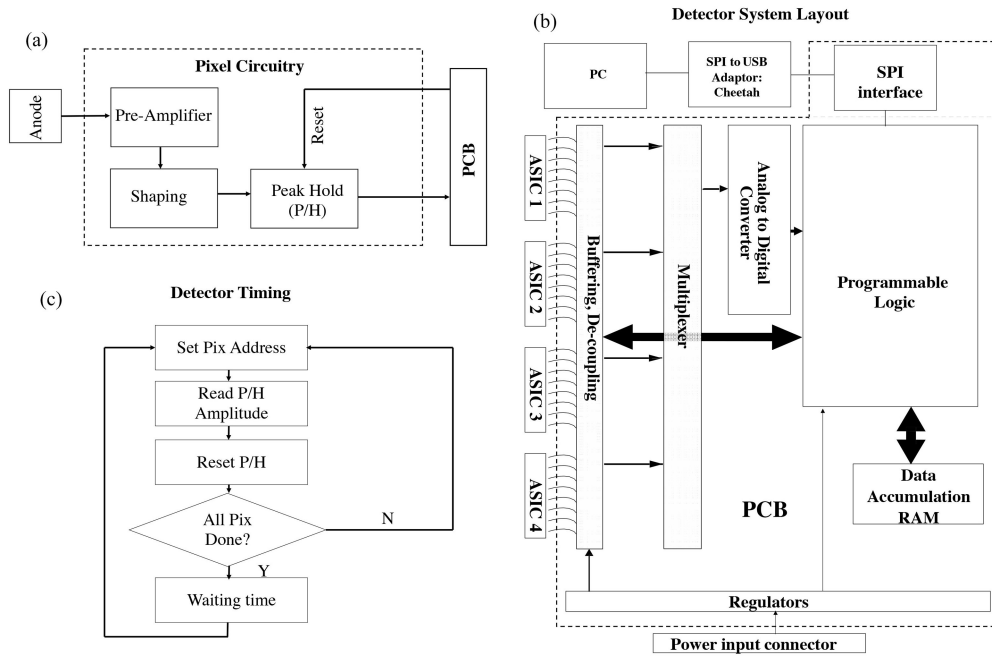 (a)
Pixel Circuitry
Anode
Pre-Amplifier
Shaping
Reset
Peak Hold
(P/H)
PCB
(b)
Detector System Layout
PC
SPI to USB
Adaptor:
Cheetah
SPI
interface
ASIC 1
ASIC 2
ASIC 3
ASIC 4
Buffering, De-coupling
Multiplexer
Analog to Digital
Converter
Programmable
Logic
PCB
Data
Accumulation
RAM
Regulators
Power input connector
(c)
Detector Timing
Set Pix Address
Read P/H
Amplitude
Reset P/H
All Pix
Done?
N
Y
Waiting time